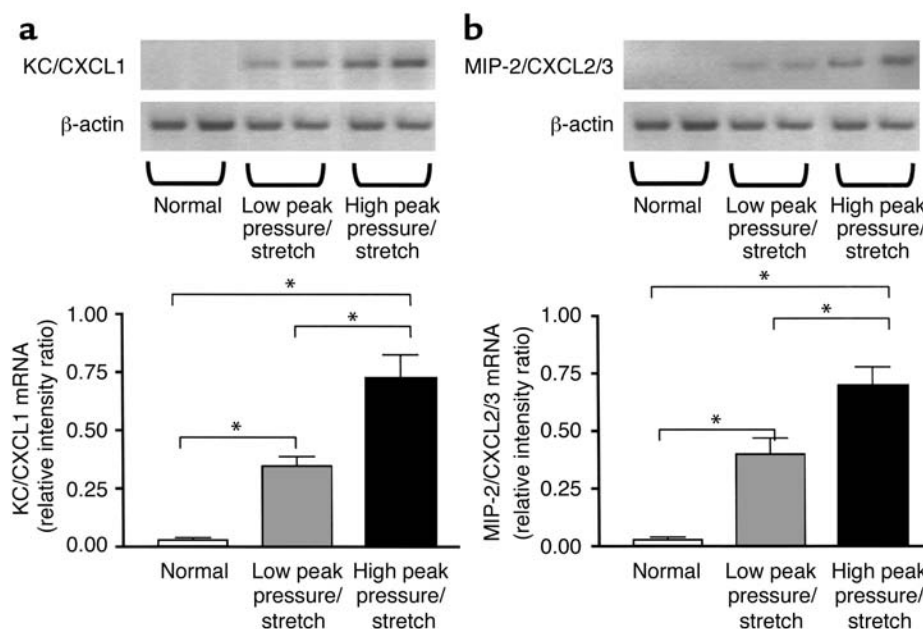 a
KC/CXCL1
β-actin
Normal
Low peak
pressure/
stretch
High peak
pressure/
stretch
*
*
*
KC/CXCL1 mRNA
(relative intensity ratio)
1.00
0.75
0.50
0.25
0.00
Normal
Low peak
pressure/
stretch
High peak
pressure/
stretch
b
MIP-2/CXCL2/3
β-actin
Normal
Low peak
pressure/
stretch
High peak
pressure/
stretch
*
*
*
MIP-2/CXCL2/3 mRNA
(relative intensity ratio)
1.00
0.75
0.50
0.25
0.00
Normal
Low peak
pressure/
stretch
High peak
pressure/
stretch